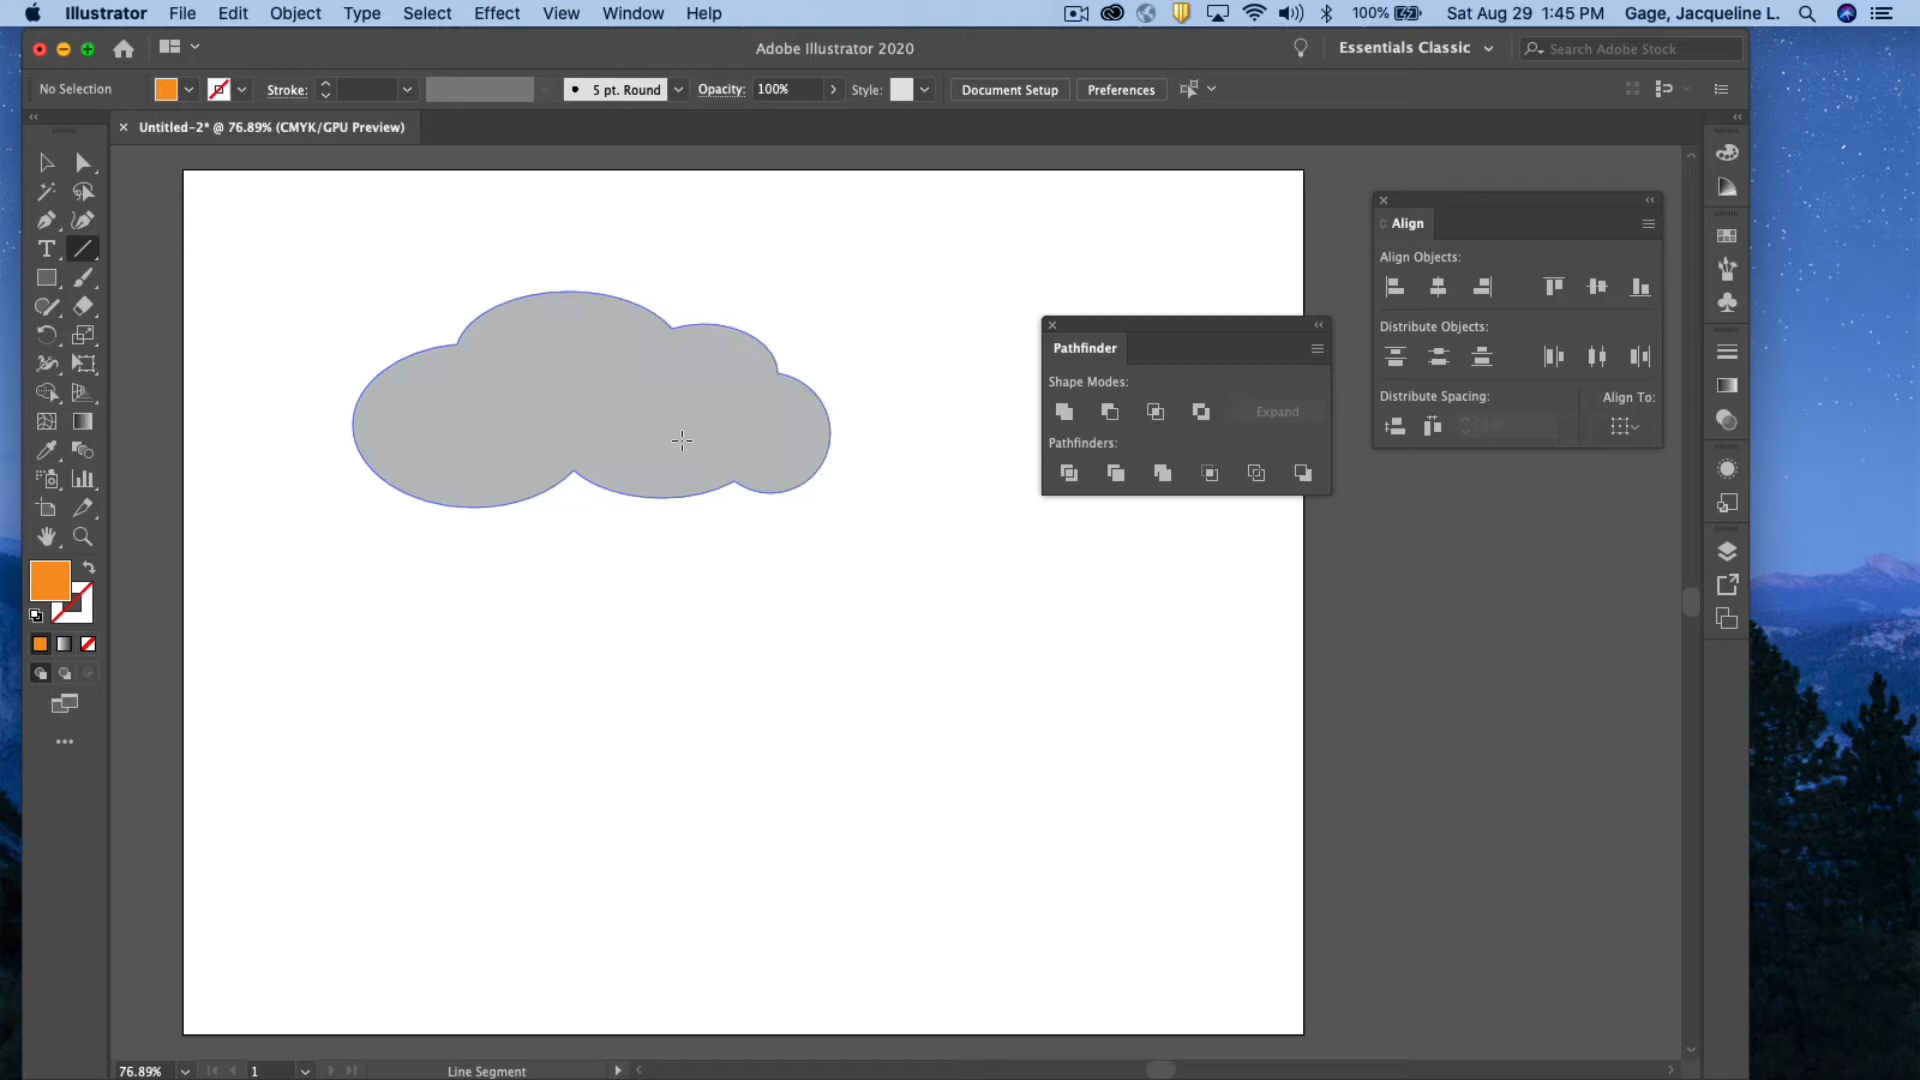 Illustrator File Edit Object Type Select Effect View Window Help 100% Sat Aug 29 1:45 PM Gage, Jacqueline L.
Adobe Illustrator 2020 Essentials Classic Search Adobe Stock
No Selection Stroke: 5 pt. Round Opacity: 100% Style: Document Setup Preferences
Untitled-2* @ 76.89% (CMYK/GPU Preview)
Align
Align Objects:
Distribute Objects:
Distribute Spacing: Align To:
Pathfinder
Shape Modes:
Expand
Pathfinders:
76.89% 1 Line Segment